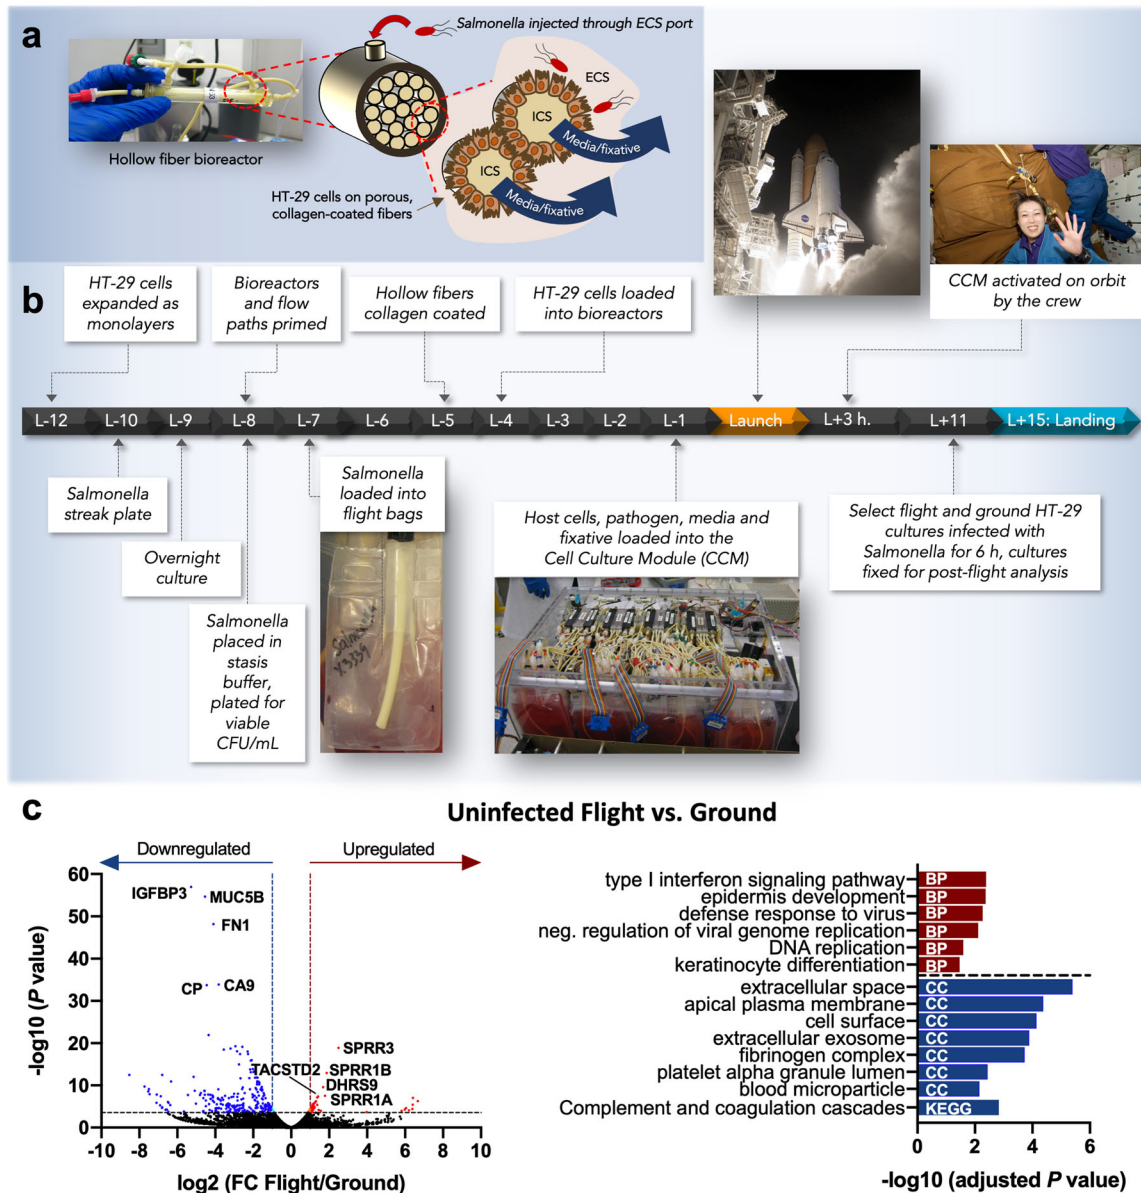 a
Salmonella injected through ECS port
ECS
ICS
ICS
Media/fixative
Media/fixative
Hollow fiber bioreactor
HT-29 cells on porous,
collagen-coated fibers
CCM activated on orbit
by the crew
b
HT-29 cells
expanded as
monolayers
Bioreactors
and flow
paths primed
Hollow fibers
collagen coated
HT-29 cells loaded
into bioreactors
L-12
L-10
L-9
L-8
L-7
L-6
L-5
L-4
L-3
L-2
L-1
Launch
L+3 h.
L+11
L+15: Landing
Salmonella
streak plate
Overnight
culture
Salmonella
placed in
stasis
buffer,
plated for
viable
CFU/mL
Salmonella
loaded into
flight bags
Salmonella
χ3339
Host cells, pathogen, media and
fixative loaded into the
Cell Culture Module (CCM)
Select flight and ground HT-29
cultures infected with
Salmonella for 6 h, cultures
fixed for post-flight analysis
c
Uninfected Flight vs. Ground
Downregulated
Upregulated
-log10 (P value)
60
50
40
30
20
10
0
IGFBP3
MUC5B
FN1
CP
CA9
SPRR3
TACSTD2
SPRR1B
DHRS9
SPRR1A
-10
-8
-6
-4
-2
0
2
4
6
8
10
log2 (FC Flight/Ground)
type I interferon signaling pathway BP
epidermis development BP
defense response to virus BP
neg. regulation of viral genome replication BP
DNA replication BP
keratinocyte differentiation BP
extracellular space CC
apical plasma membrane CC
cell surface CC
extracellular exosome CC
fibrinogen complex CC
platelet alpha granule lumen CC
blood microparticle CC
Complement and coagulation cascades KEGG
0
2
4
6
-log10 (adjusted P value)